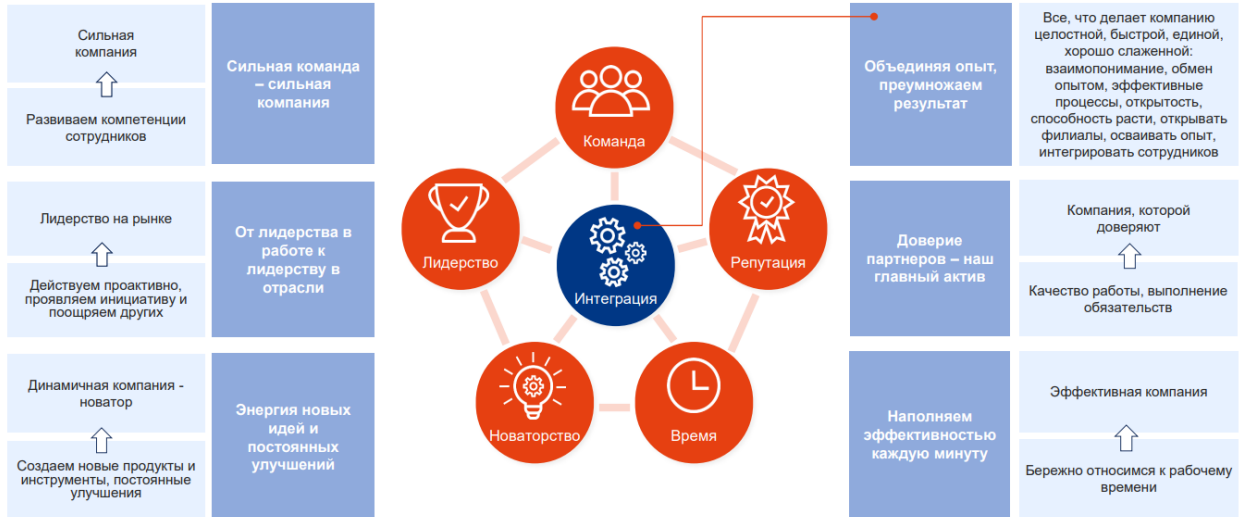 Сильная
компания
Развиваем компетенции
сотрудников
Сильная команда
– сильная
компания
Лидерство на рынке
Действуем проактивно,
проявляем инициативу и
поощряем других
От лидерства в
работе к
лидерству в
отрасли
Динамичная компания -
новатор
Создаем новые продукты и
инструменты, постоянные
улучшения
Энергия новых
идей и
постоянных
улучшений
Команда
Лидерство
Репутация
Интеграция
Новаторство
Время
Объединяя опыт,
преумножаем
результат
Все, что делает компанию
целостной, быстрой, единой,
хорошо слаженной:
взаимопонимание, обмен
опытом, эффективные
процессы, открытость,
способность расти, открывать
филиалы, осваивать опыт,
интегрировать сотрудников
Доверие
партнеров – наш
главный актив
Компания, которой
доверяют
Качество работы, выполнение
обязательств
Наполняем
эффективностью
каждую минуту
Эффективная компания
Бережно относимся к рабочему
времени